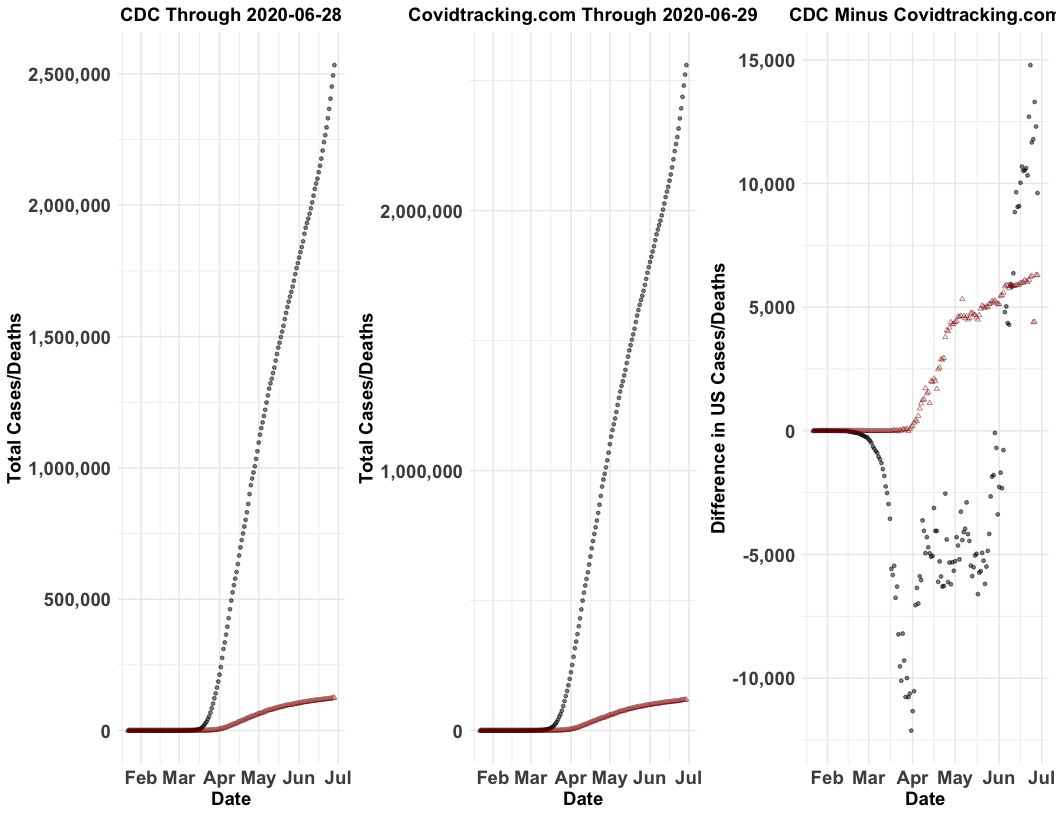 CDC Through 2020-06-28
Total Cases/Deaths
2,500,000
2,000,000
1,500,000
1,000,000
500,000
0
Feb Mar Apr May Jun Jul
Date
Covidtracking.com Through 2020-06-29
Total Cases/Deaths
2,000,000
1,000,000
0
Feb Mar Apr May Jun Jul
Date
CDC Minus Covidtracking.com
Difference in US Cases/Deaths
15,000
10,000
5,000
0
-5,000
-10,000
Feb Mar Apr May Jun Jul
Date